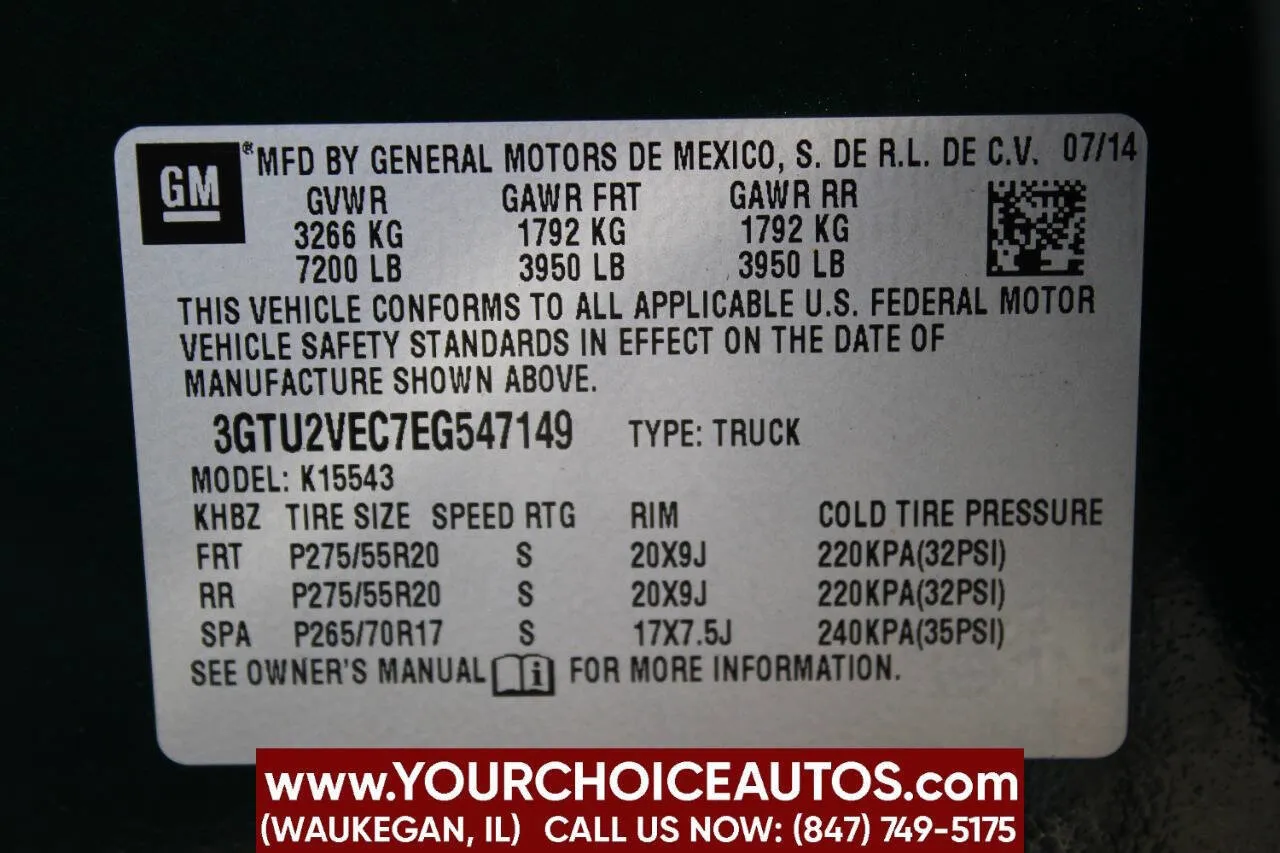 GM ® MFD BY GENERAL MOTORS DE MEXICO, S. DE R.L. DE C.V. 07/14
GVWR GAWR FRT GAWR RR
3266 KG 1792 KG 1792 KG
7200 LB 3950 LB 3950 LB
THIS VEHICLE CONFORMS TO ALL APPLICABLE U.S. FEDERAL MOTOR
VEHICLE SAFETY STANDARDS IN EFFECT ON THE DATE OF
MANUFACTURE SHOWN ABOVE.
3GTU2VEC7EG547149 TYPE: TRUCK
MODEL: K15543
KHBZ TIRE SIZE SPEED RTG RIM COLD TIRE PRESSURE
FRT P275/55R20 S 20X9J 220KPA(32PSI)
RR P275/55R20 S 20X9J 220KPA(32PSI)
SPA P265/70R17 S 17X7.5J 240KPA(35PSI)
SEE OWNER'S MANUAL i FOR MORE INFORMATION.
www.YOURCHOICEAUTOS.com
(WAUKEGAN, IL) CALL US NOW: (847) 749-5175